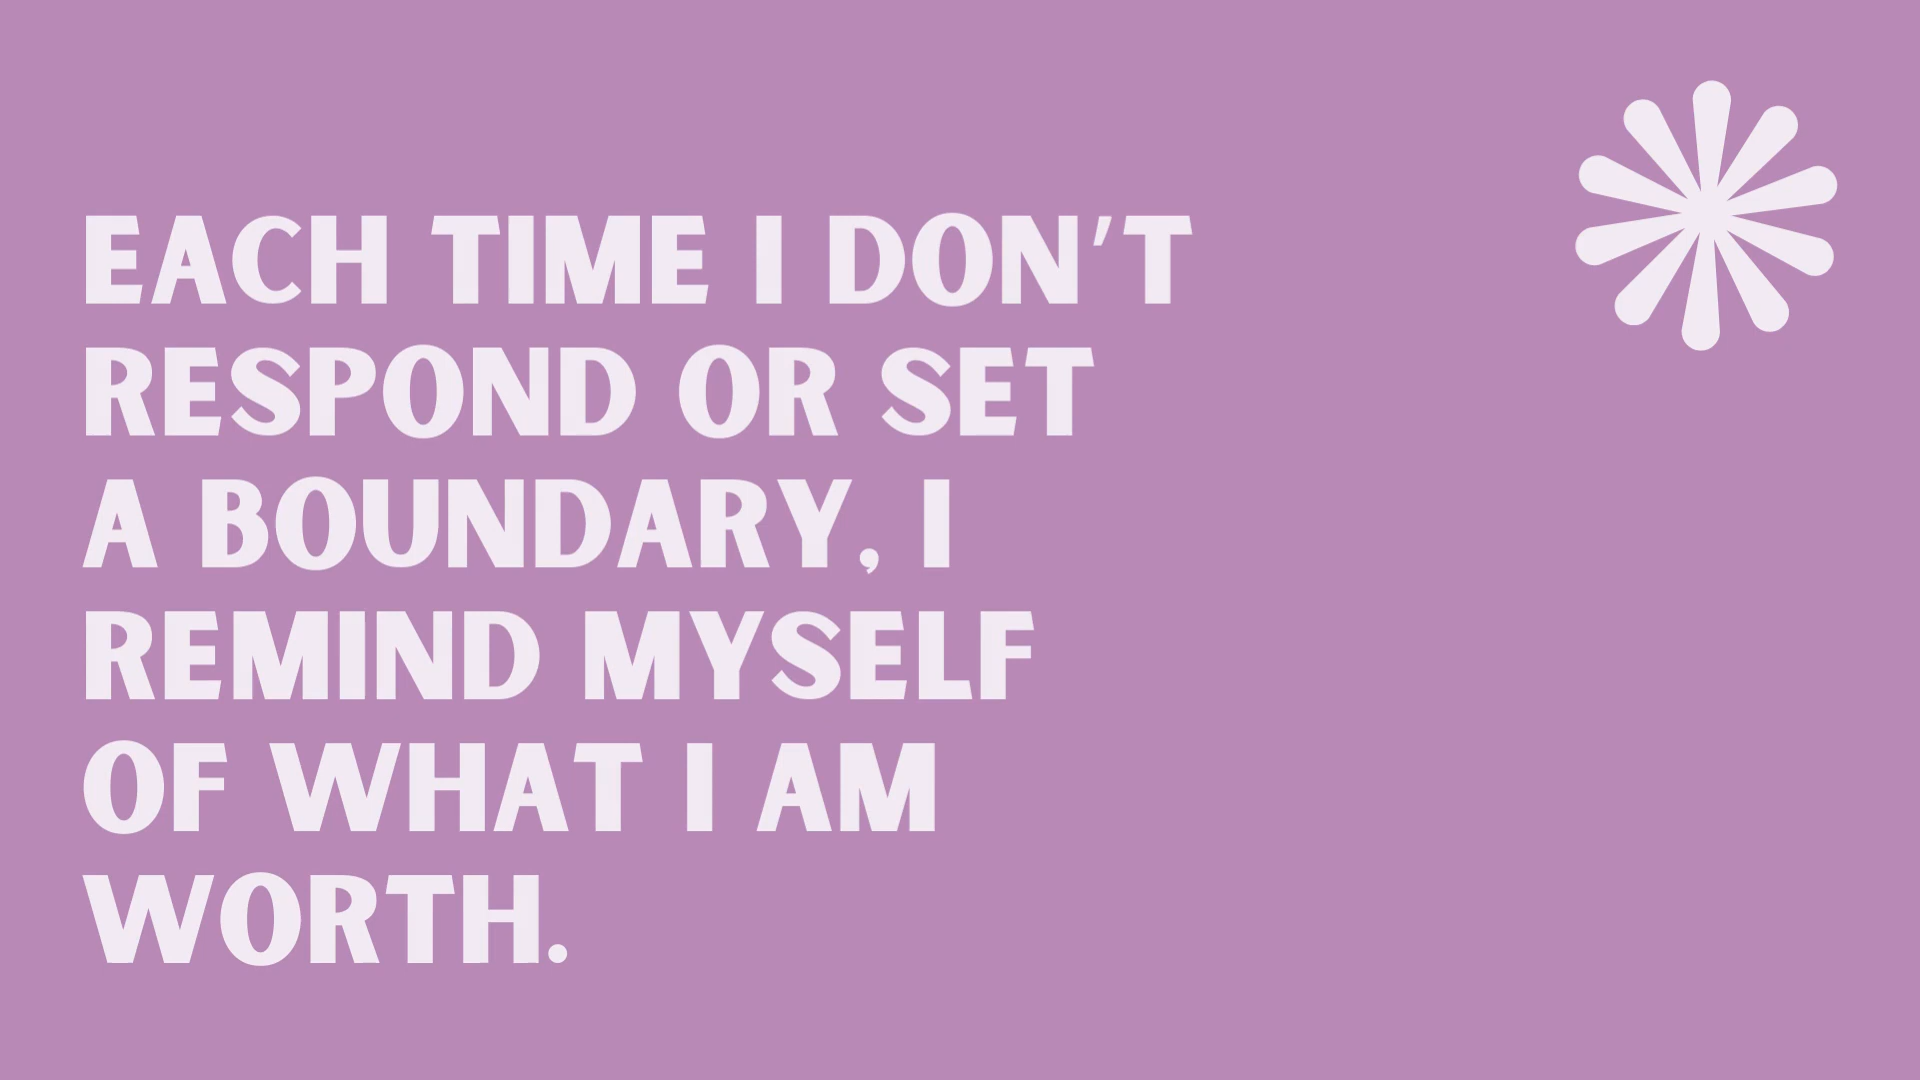 EACH TIME I DON'T
RESPOND OR SET
A BOUNDARY, I
REMIND MYSELF
OF WHAT I AM
WORTH.